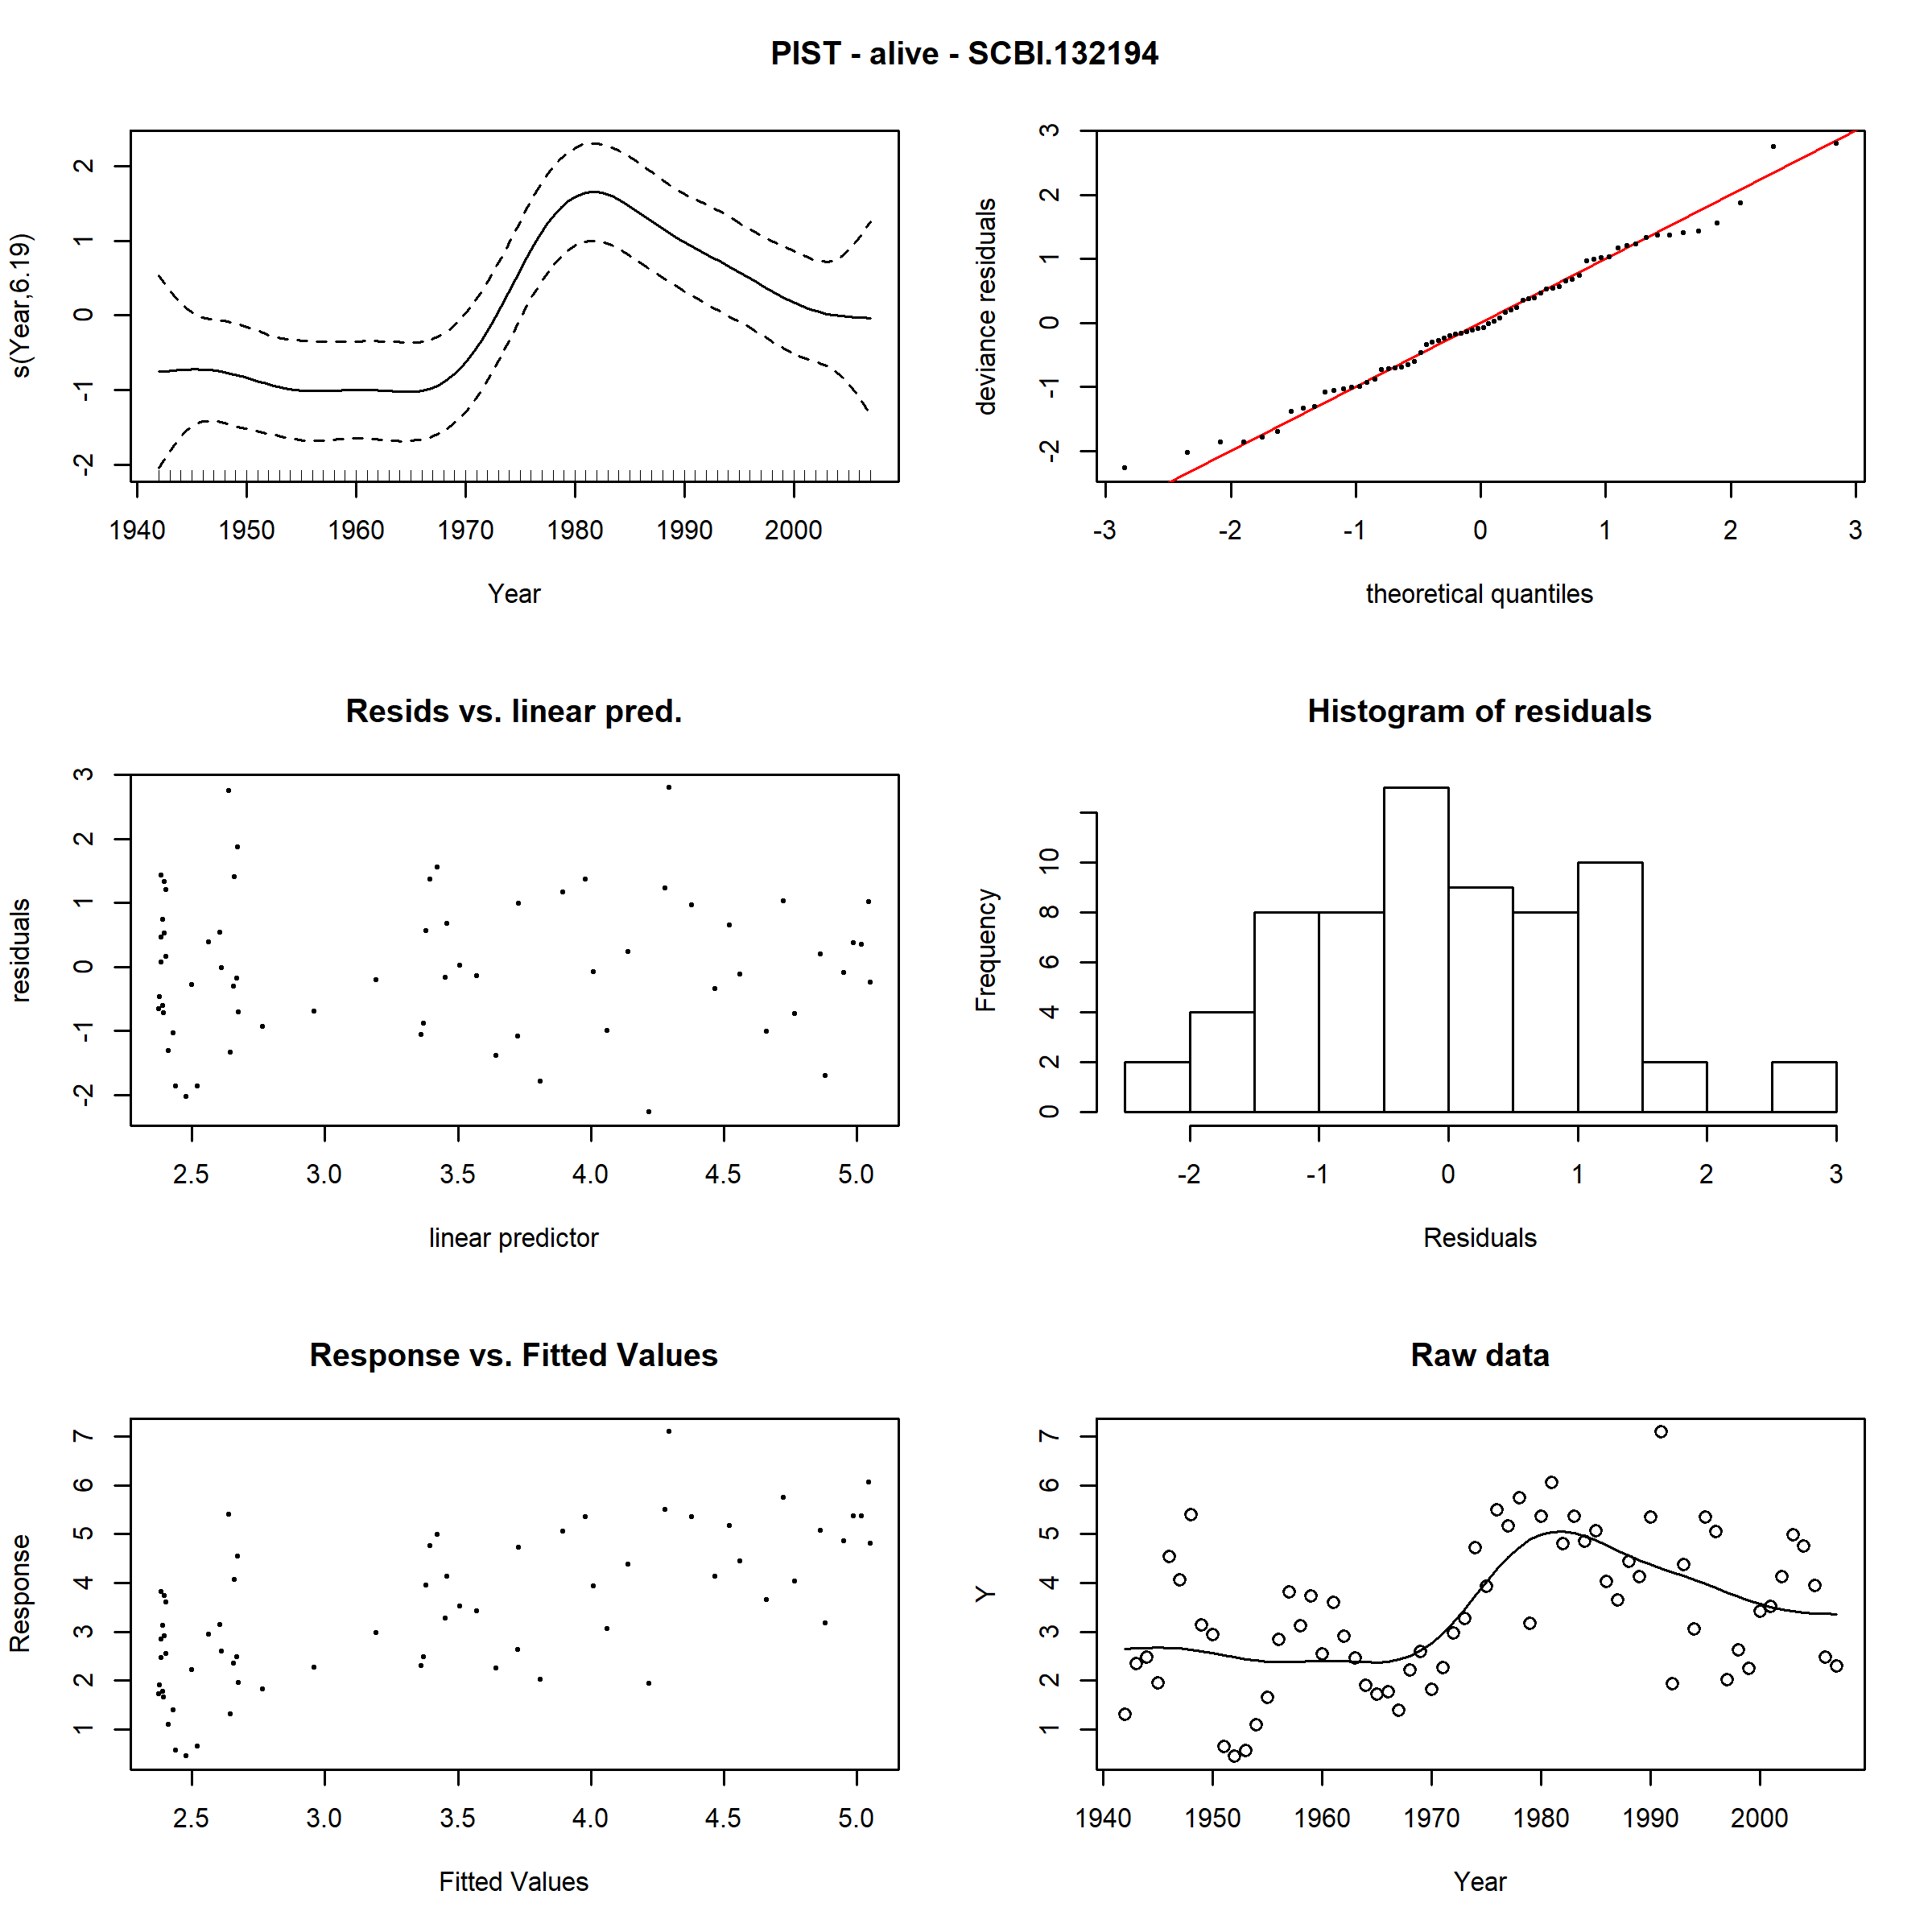 PIST - alive - SCBI.132194
s(Year,6.19)
2
1
0
-1
-2
1940 1950 1960 1970 1980 1990 2000
Year
deviance residuals
3
2
1
0
-1
-2
-3 -2 -1 0 1 2 3
theoretical quantiles
Resids vs. linear pred.
residuals
3
2
1
0
-1
-2
2.5 3.0 3.5 4.0 4.5 5.0
linear predictor
Histogram of residuals
Frequency
10
8
6
4
2
0
-2 -1 0 1 2 3
Residuals
Response vs. Fitted Values
Response
7
6
5
4
3
2
1
2.5 3.0 3.5 4.0 4.5 5.0
Fitted Values
Raw data
Y
7
6
5
4
3
2
1
1940 1950 1960 1970 1980 1990 2000
Year